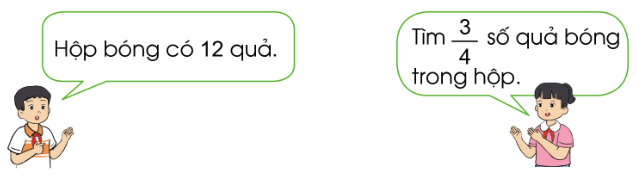 Hộp bóng có 12 quả.
Tìm 3/4 số quả bóng
trong hộp.